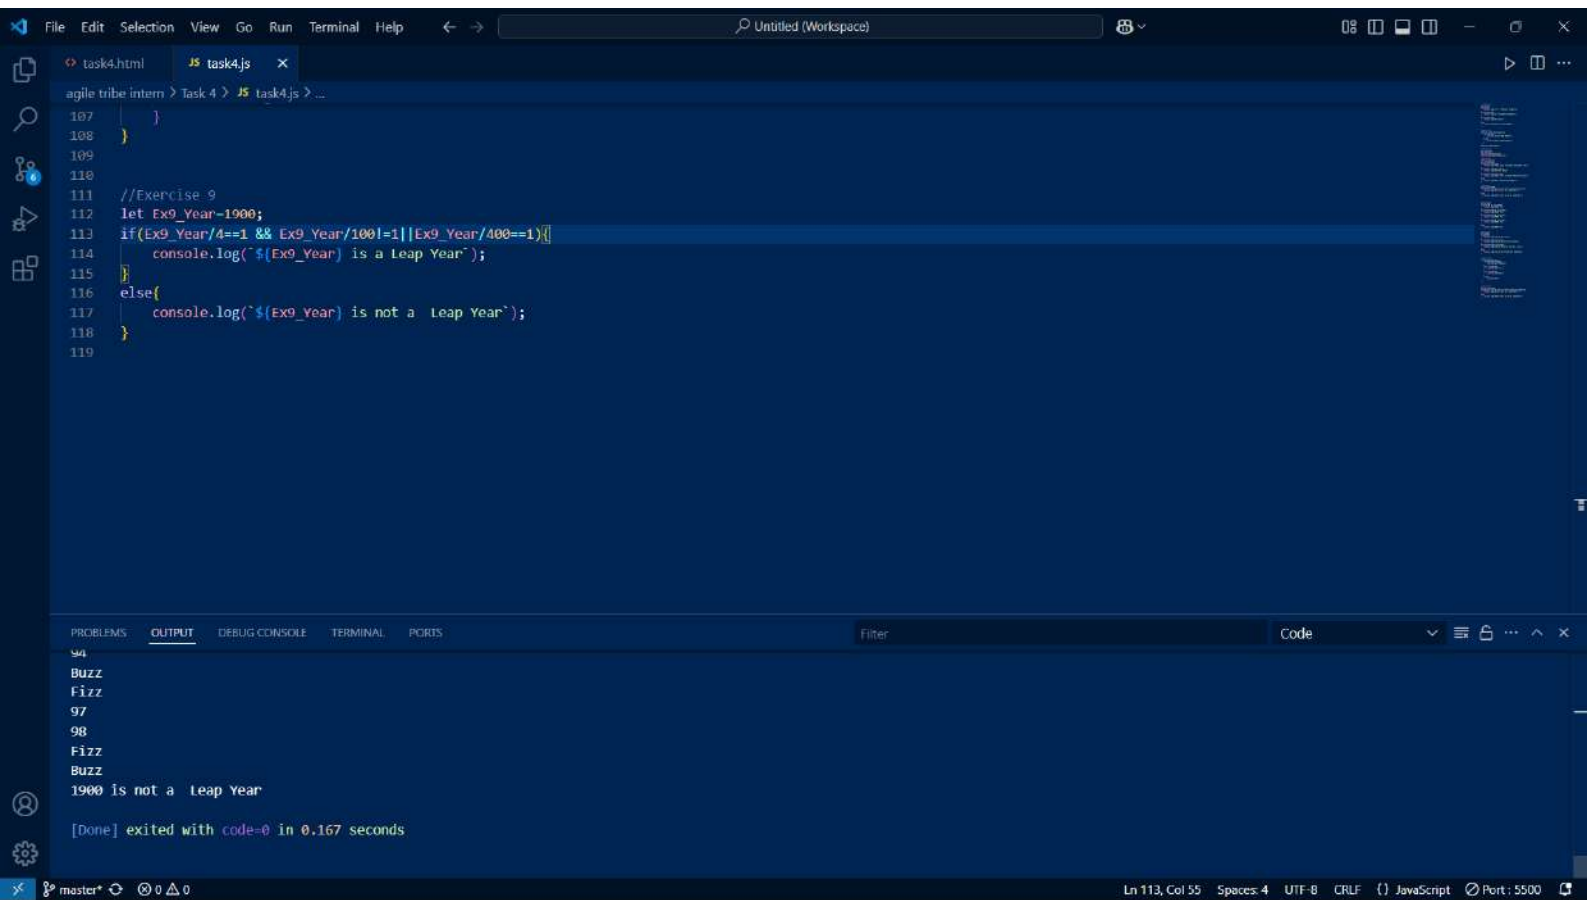 File Edit Selection View Go Run Terminal Help
Untitled (Workspace)
task4.html
JS task4.js
agile tribe intern > Task 4 > JS task4.js > ...
107 }
108 }
109
110
111 //Exercise 9
112 let Ex9_Year=1900;
113 if(Ex9_Year/4==1 && Ex9_Year/100!=1||Ex9_Year/400==1){
114 console.log(`${Ex9_Year} is a Leap Year`);
115 }
116 else{
117 console.log(`${Ex9_Year} is not a  Leap Year`);
118 }
119
PROBLEMS OUTPUT DEBUG CONSOLE TERMINAL PORTS
Filter
Code
94
Buzz
Fizz
97
98
Fizz
Buzz
1900 is not a  Leap Year
[Done] exited with code=0 in 0.167 seconds
6
master* 0 0
Ln 113, Col 55 Spaces: 4 UTF-8 CRLF {} JavaScript Port : 5500